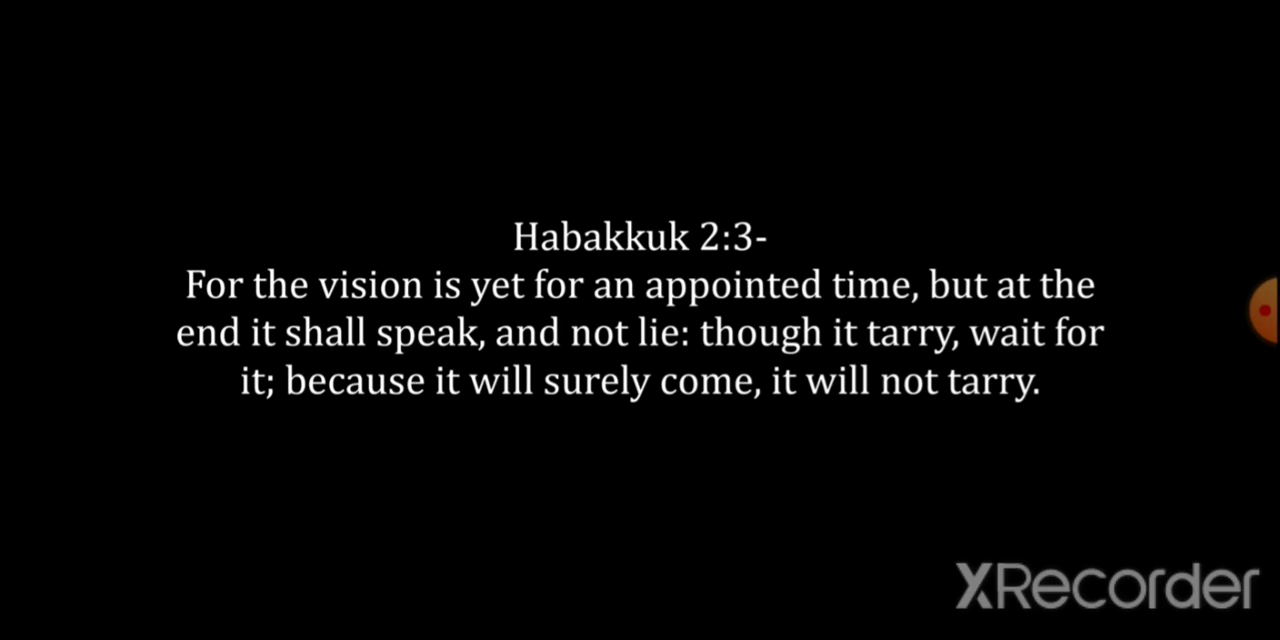 Habakkuk 2:3-
For the vision is yet for an appointed time, but at the
end it shall speak, and not lie: though it tarry, wait for
it; because it will surely come, it will not tarry.
XRecorder